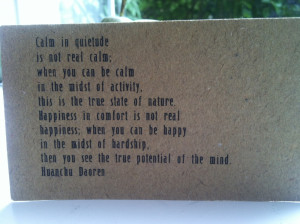 Calm in quietude
is not real calm;
when you can be calm
in the midst of activity,
this is the true state of nature.
Happiness in comfort is not real
happiness; when you can be happy
in the midst of hardship,
then you see the true potential of the mind.
Huanchu Daoren